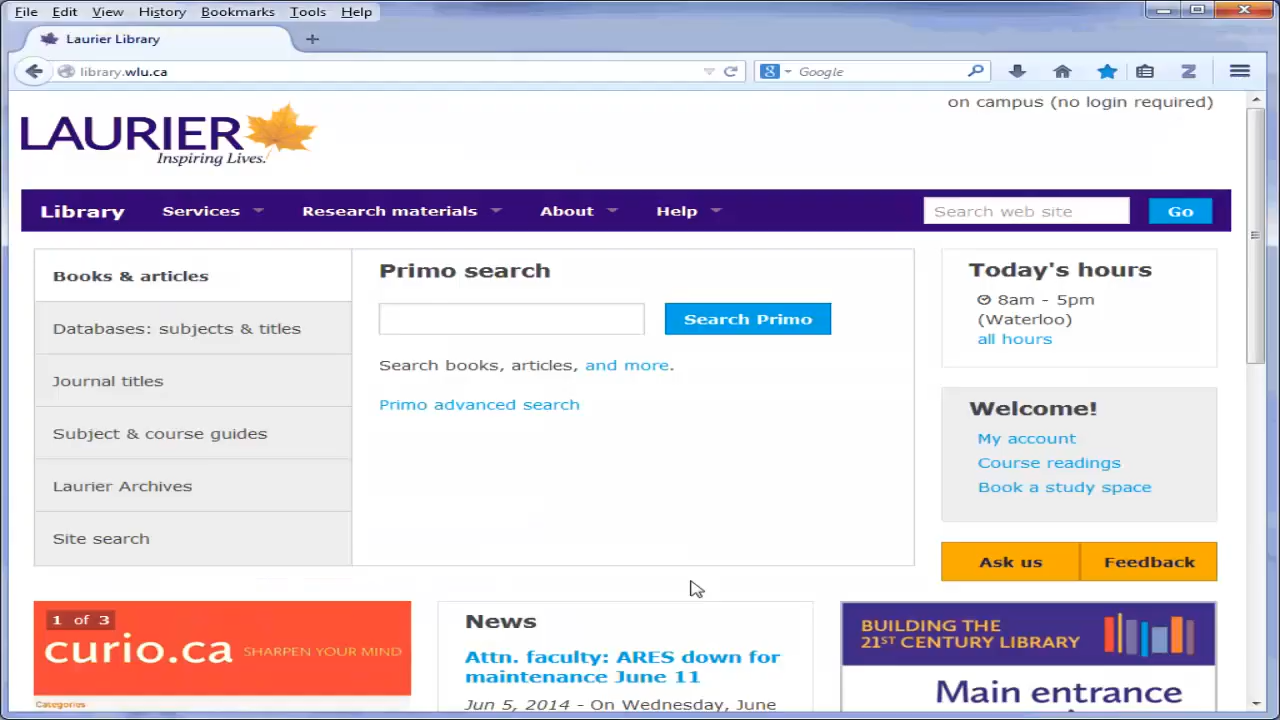 File Edit View History Bookmarks Tools Help
Laurier Library
library.wlu.ca
Google
on campus (no login required)
LAURIER
Inspiring Lives.
Library Services Research materials About Help Search web site Go
Books & articles
Databases: subjects & titles
Journal titles
Subject & course guides
Laurier Archives
Site search
Primo search
Search Primo
Search books, articles, and more.
Primo advanced search
Today's hours
8am - 5pm
(Waterloo)
all hours
Welcome!
My account
Course readings
Book a study space
Ask us Feedback
1 of 3
curio.ca SHARPEN YOUR MIND
Categories
News
Attn. faculty: ARES down for
maintenance June 11
Jun 5, 2014 - On Wednesday, June
BUILDING THE
21ST CENTURY LIBRARY
Main entrance